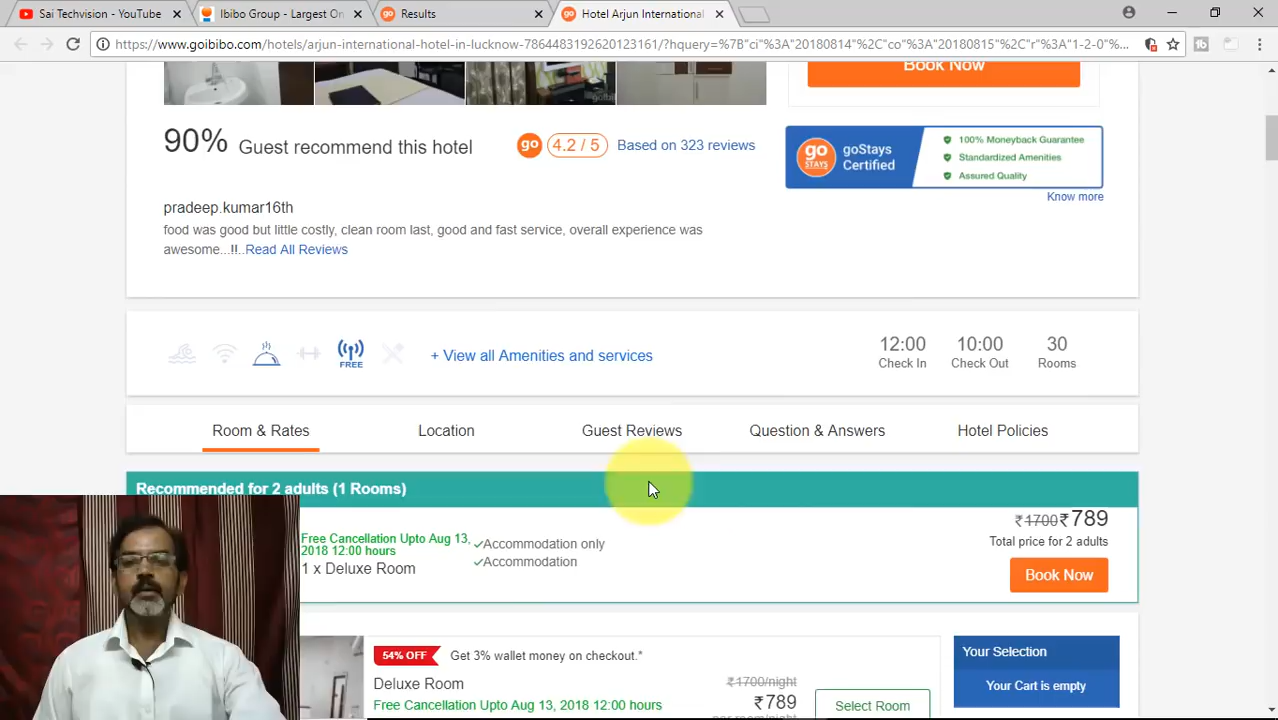 Sai Techvision - YouTube
Ibibo Group - Largest On
Results
Hotel Arjun International
https://www.goibibo.com/hotels/arjun-international-hotel-in-lucknow-7864483192620123161/?hquery=%7B"ci"%3A"20180814"%2C"co"%3A"20180815"%2C"r"%3A"1-2-0"%...
Book Now
90% Guest recommend this hotel
go 4.2 / 5 Based on 323 reviews
go STAYS
goStays Certified
100% Moneyback Guarantee
Standardized Amenities
Assured Quality
Know more
pradeep.kumar16th
food was good but little costly, clean room last, good and fast service, overall experience was
awesome...!!..Read All Reviews
FREE
+ View all Amenities and services
12:00 10:00 30
Check In Check Out Rooms
Room & Rates Location Guest Reviews Question & Answers Hotel Policies
Recommended for 2 adults (1 Rooms)
Free Cancellation Upto Aug 13,
2018 12:00 hours
1 x Deluxe Room
Accommodation only
Accommodation
₹1700 ₹789
Total price for 2 adults
Book Now
54% OFF Get 3% wallet money on checkout.*
Deluxe Room
Free Cancellation Upto Aug 13, 2018 12:00 hours
₹1700/night
₹789
per room/night
Select Room
Your Selection
Your Cart is empty